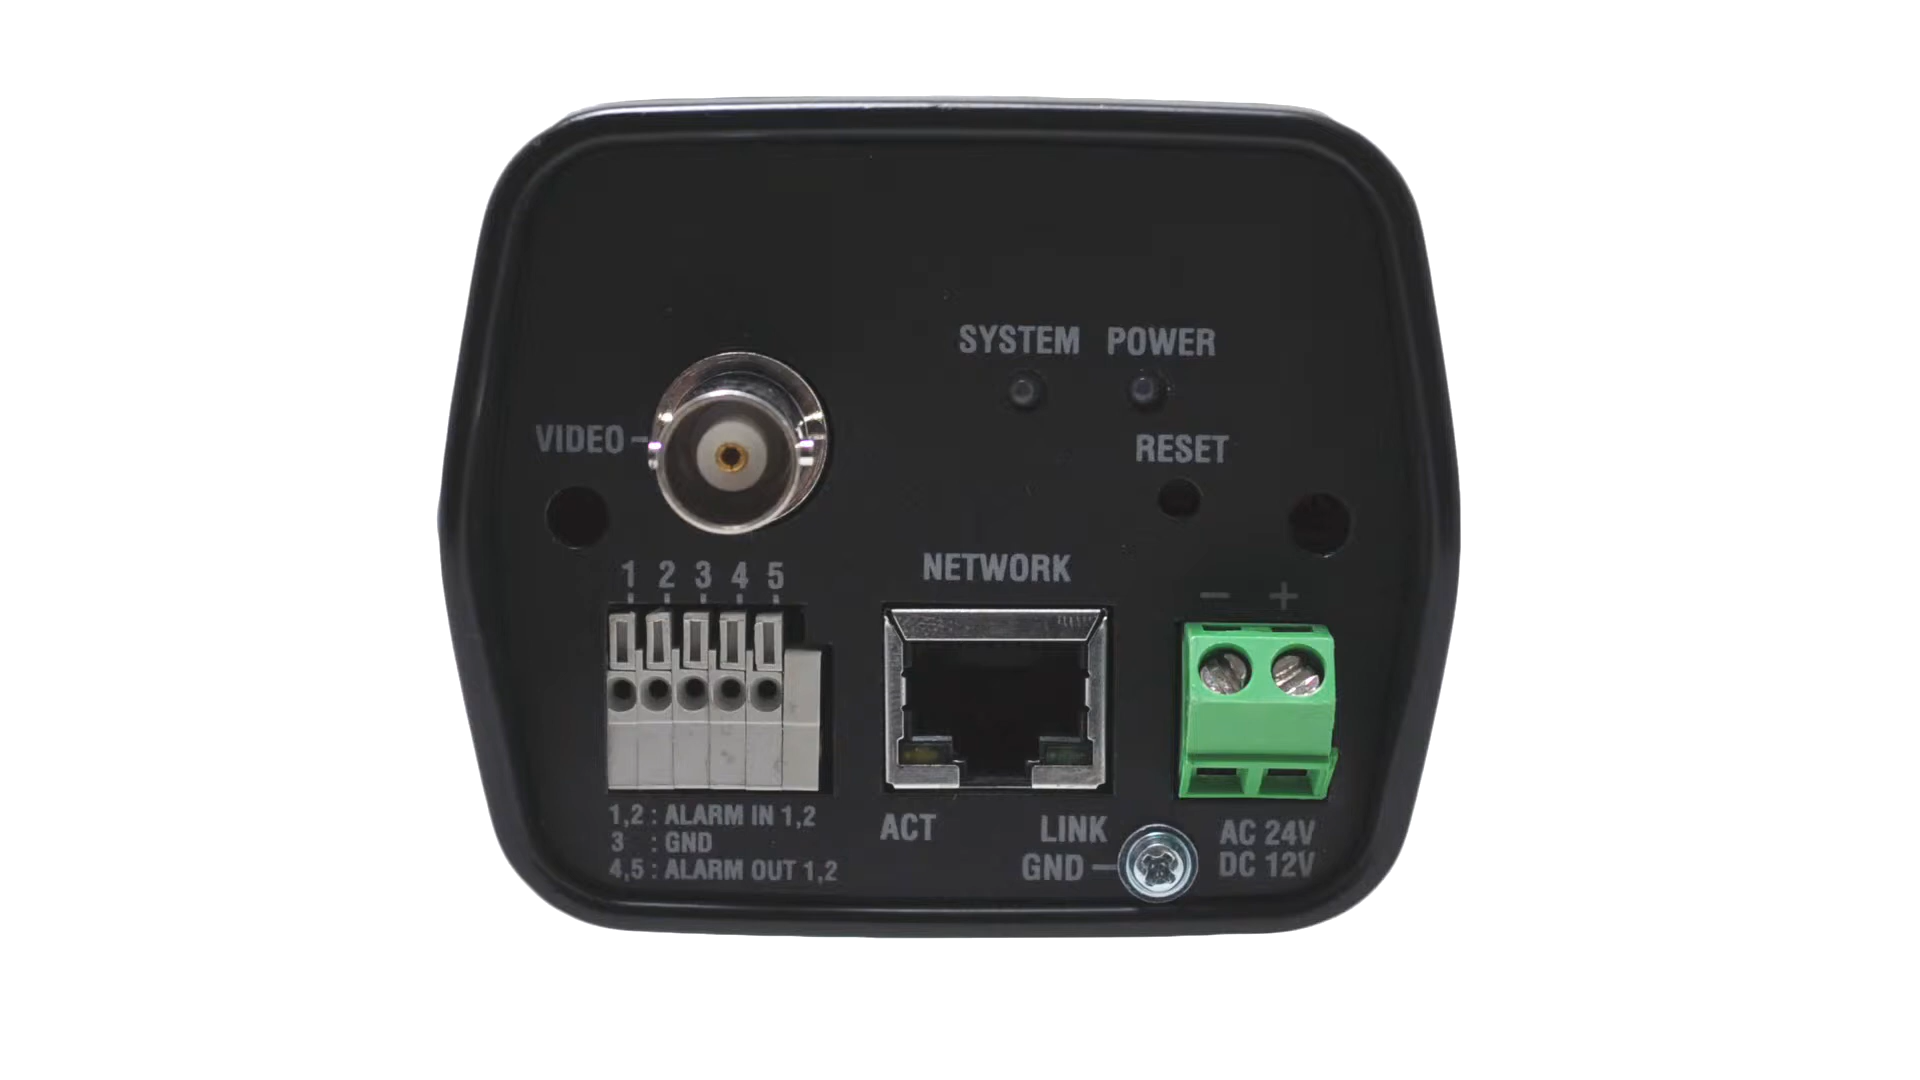 SYSTEM POWER
VIDEO
RESET
1 2 3 4 5
NETWORK
- +
1,2 : ALARM IN 1,2
3 : GND
4,5 : ALARM OUT 1,2
ACT
LINK
GND
AC 24V
DC 12V